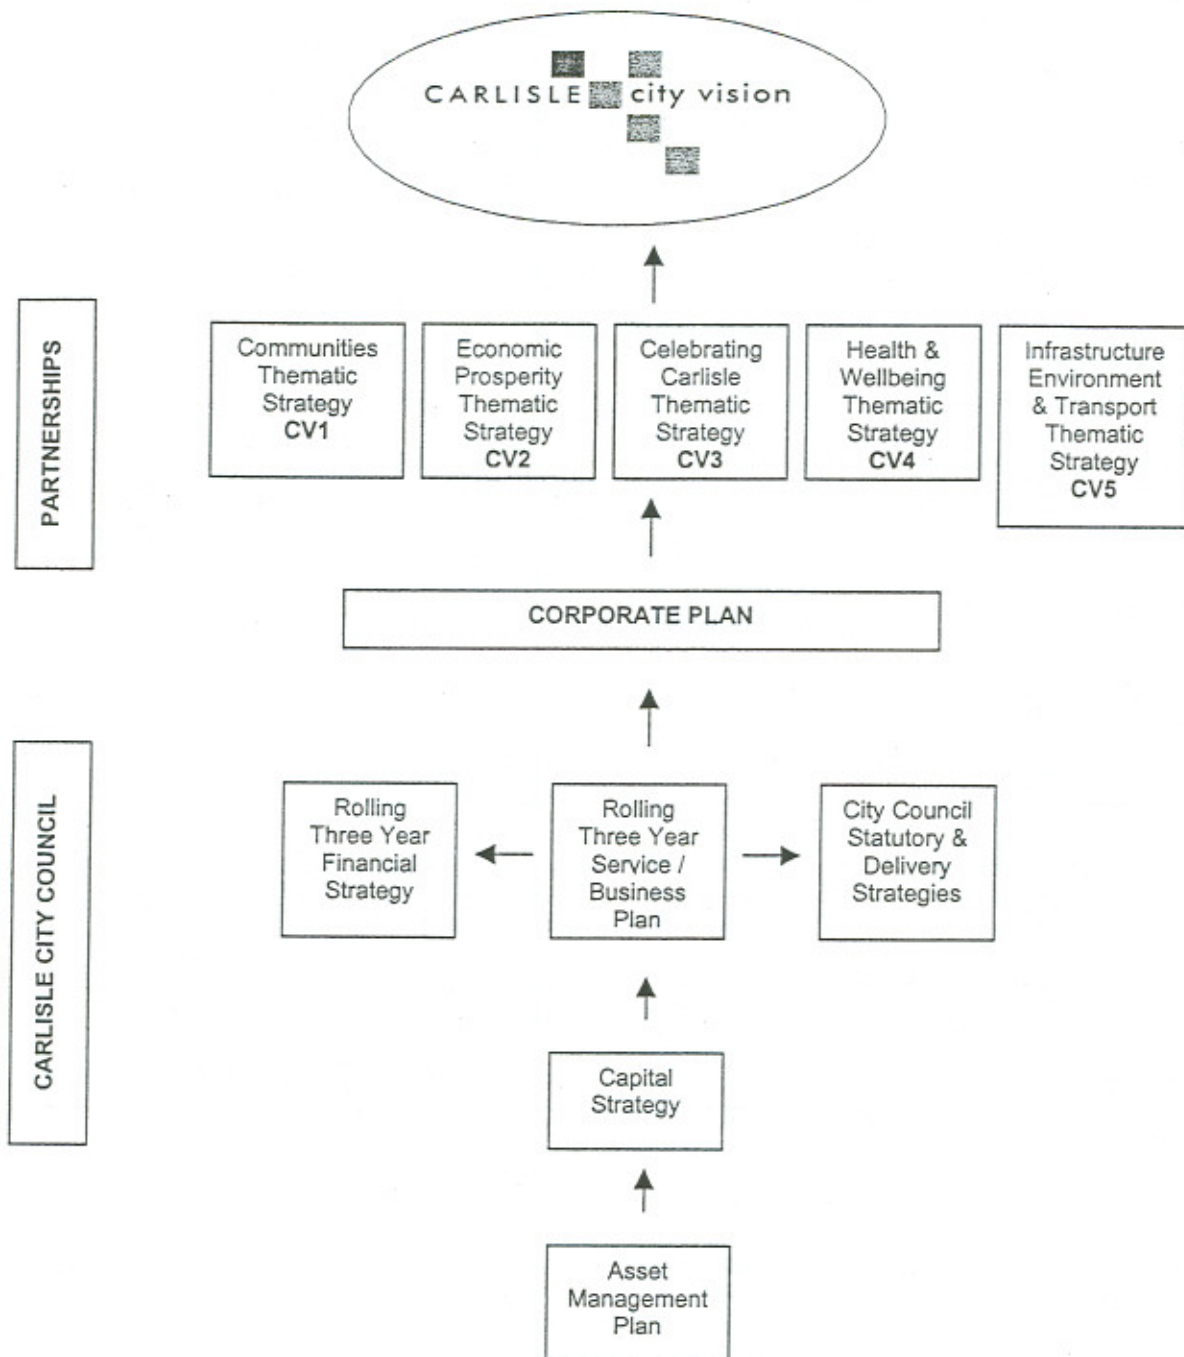 CARLISLE city vision
PARTNERSHIPS
Communities
Thematic
Strategy
CV1
Economic
Prosperity
Thematic
Strategy
CV2
Celebrating
Carlisle
Thematic
Strategy
CV3
Health &
Wellbeing
Thematic
Strategy
CV4
Infrastructure
Environment
& Transport
Thematic
Strategy
CV5
CORPORATE PLAN
CARLISLE CITY COUNCIL
Rolling
Three Year
Financial
Strategy
Rolling
Three Year
Service /
Business
Plan
City Council
Statutory &
Delivery
Strategies
Capital
Strategy
Asset
Management
Plan